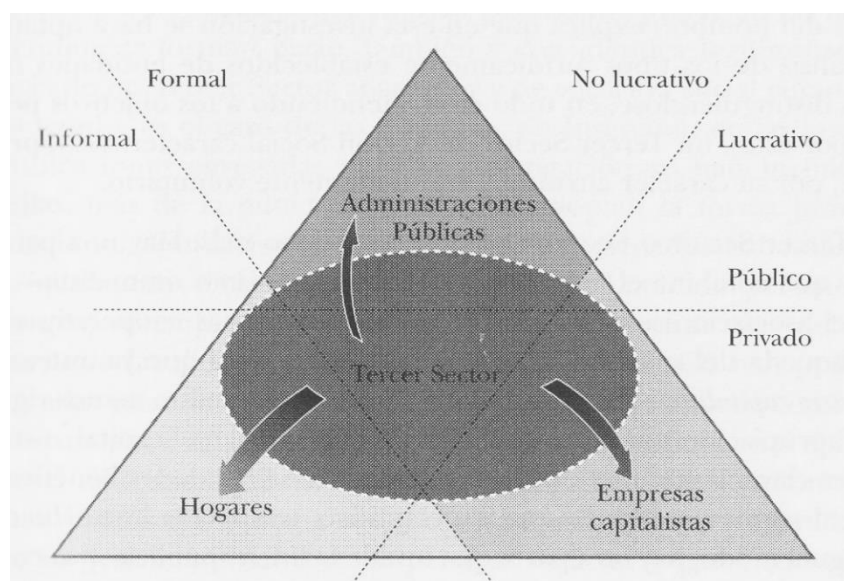 Formal
No lucrativo
Informal
Lucrativo
Administraciones
Públicas
Público
Privado
Tercer Sector
Hogares
Empresas
capitalistas